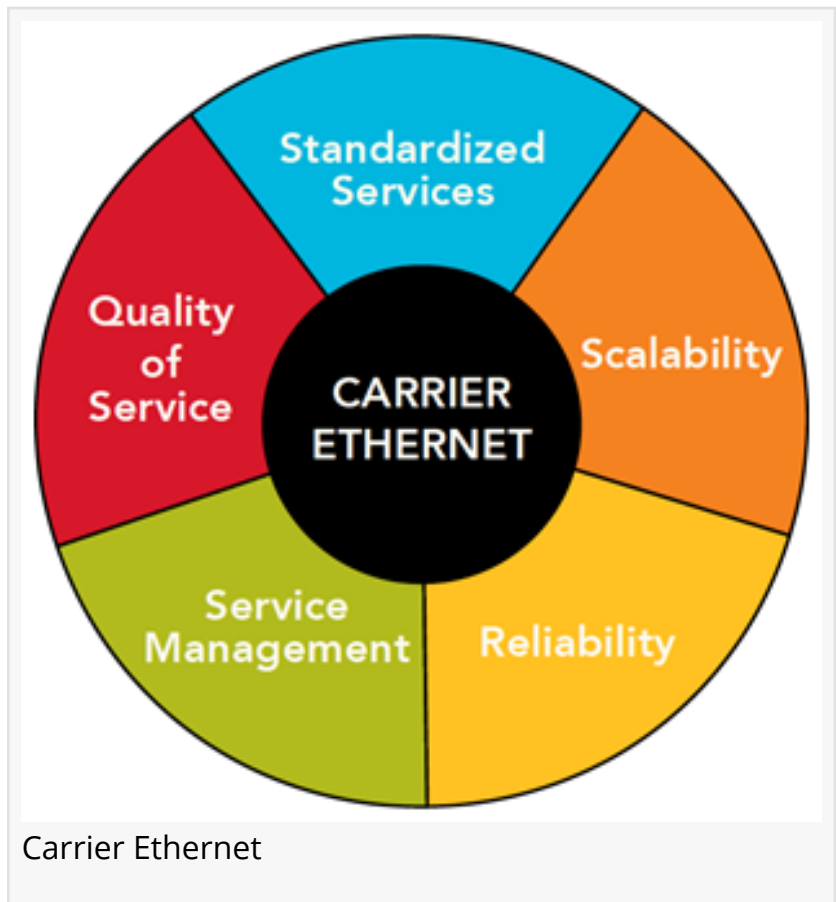 Standardized
Services
Quality
of
Service
CARRIER
ETHERNET
Scalability
Service
Management
Reliability
Carrier Ethernet